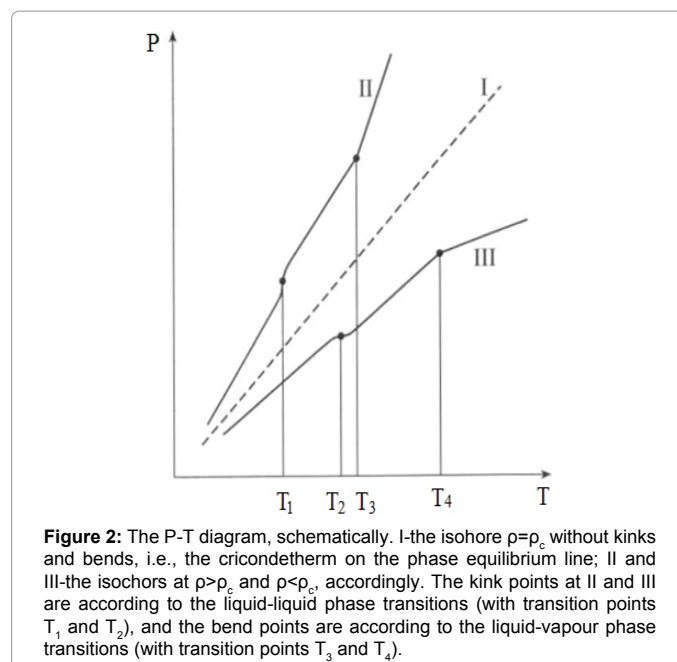 P
II
I
III
T₁ T₂ T₃ T₄ T
Figure 2: The P-T diagram, schematically. I-the isohore ρ=ρc without kinks
and bends, i.e., the cricondetherm on the phase equilibrium line; II and
III-the isochors at ρ>ρc and ρ<ρc, accordingly. The kink points at II and III
are according to the liquid-liquid phase transitions (with transition points
T₁ and T₂), and the bend points are according to the liquid-vapour phase
transitions (with transition points T₃ and T₄).